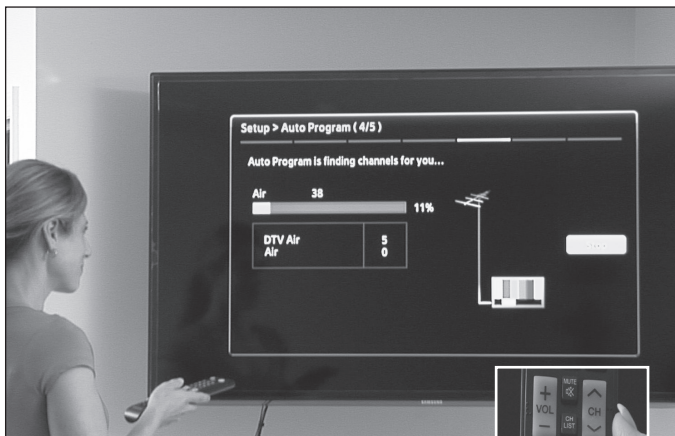 Setup > Auto Program ( 4/5 )
Auto Program is finding channels for you...
Air 38
11%
DTV Air 5
Air 0
SAMSUNG
+ MUTE
VOL CH
− CH LIST